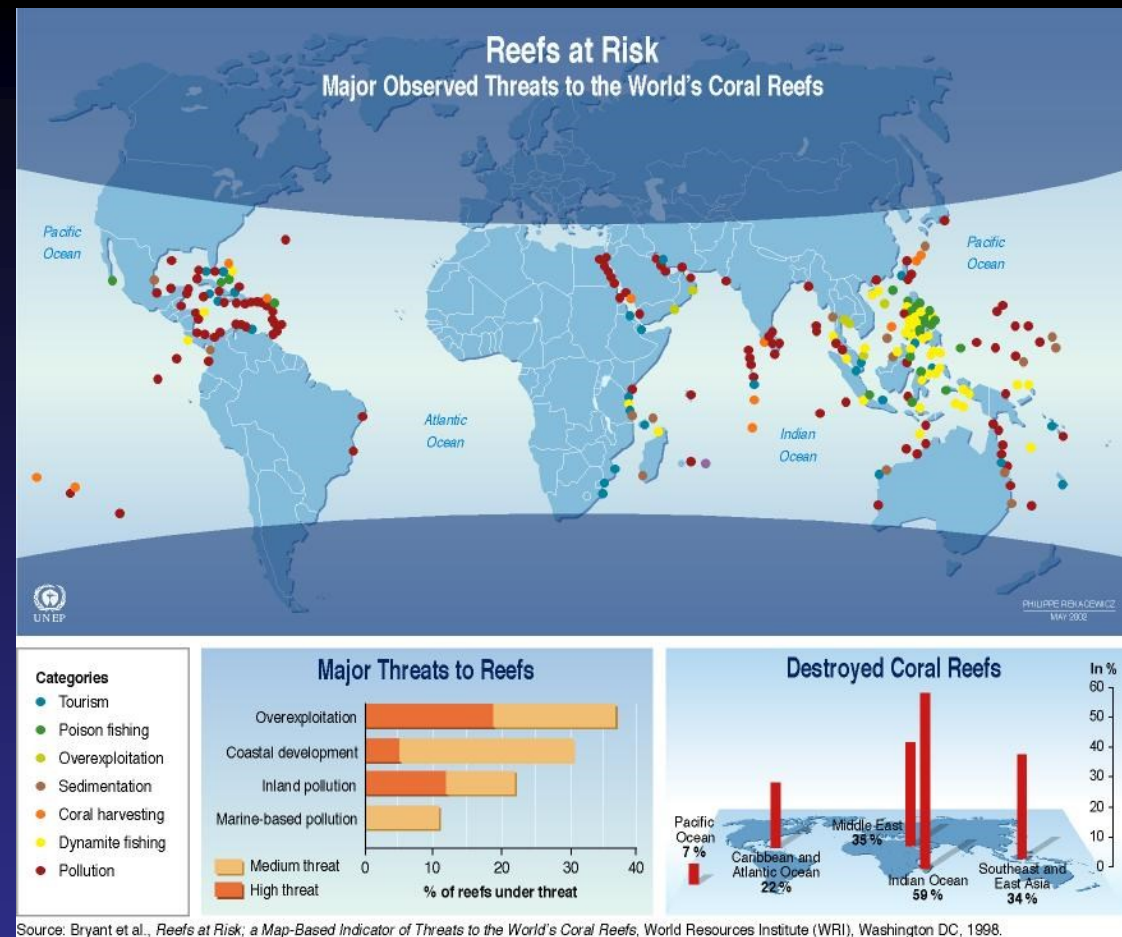 Reefs at Risk
Major Observed Threats to the World's Coral Reefs
Pacific
Ocean
Pacific
Ocean
Atlantic
Ocean
Indian
Ocean
UNEP
PHILIPPE REKACEWICZ
MAY 2002
Categories
Tourism
Poison fishing
Overexploitation
Sedimentation
Coral harvesting
Dynamite fishing
Pollution
Major Threats to Reefs
Overexploitation
Coastal development
Inland pollution
Marine-based pollution
0 10 20 30 40
Medium threat
High threat
% of reefs under threat
Destroyed Coral Reefs
In %
60
50
40
30
20
10
0
Pacific
Ocean
7 %
Caribbean and
Atlantic Ocean
22 %
Middle East
35 %
Indian Ocean
59 %
Southeast and
East Asia
34 %
Source: Bryant et al., Reefs at Risk; a Map-Based Indicator of Threats to the World's Coral Reefs, World Resources Institute (WRI), Washington DC, 1998.